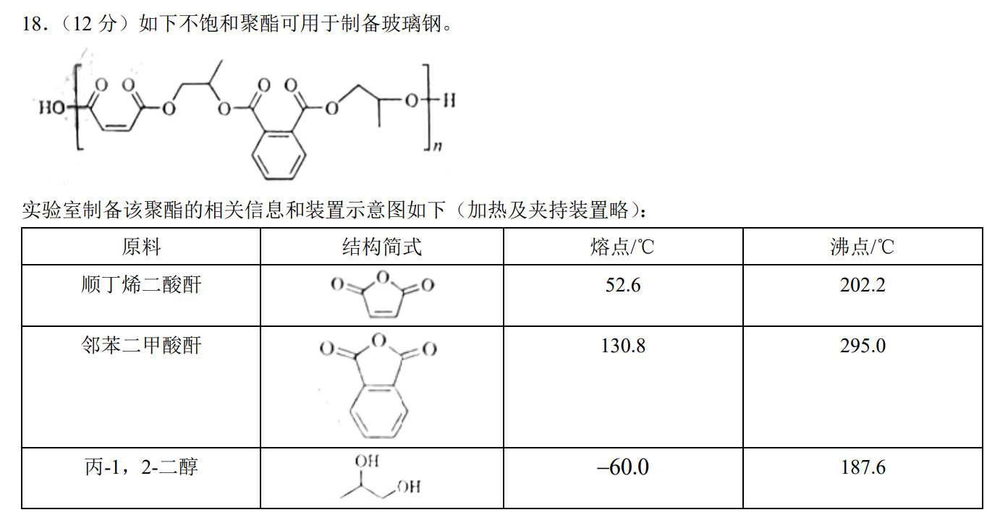 18.（12 分）如下不饱和聚酯可用于制备玻璃钢。
O O O O
HO O O O O H
n
实验室制备该聚酯的相关信息和装置示意图如下（加热及夹持装置略）：
原料 结构简式 熔点/℃ 沸点/℃
顺丁烯二酸酐 O O O 52.6 202.2
邻苯二甲酸酐 O O O 130.8 295.0
丙-1，2-二醇 OH OH –60.0 187.6